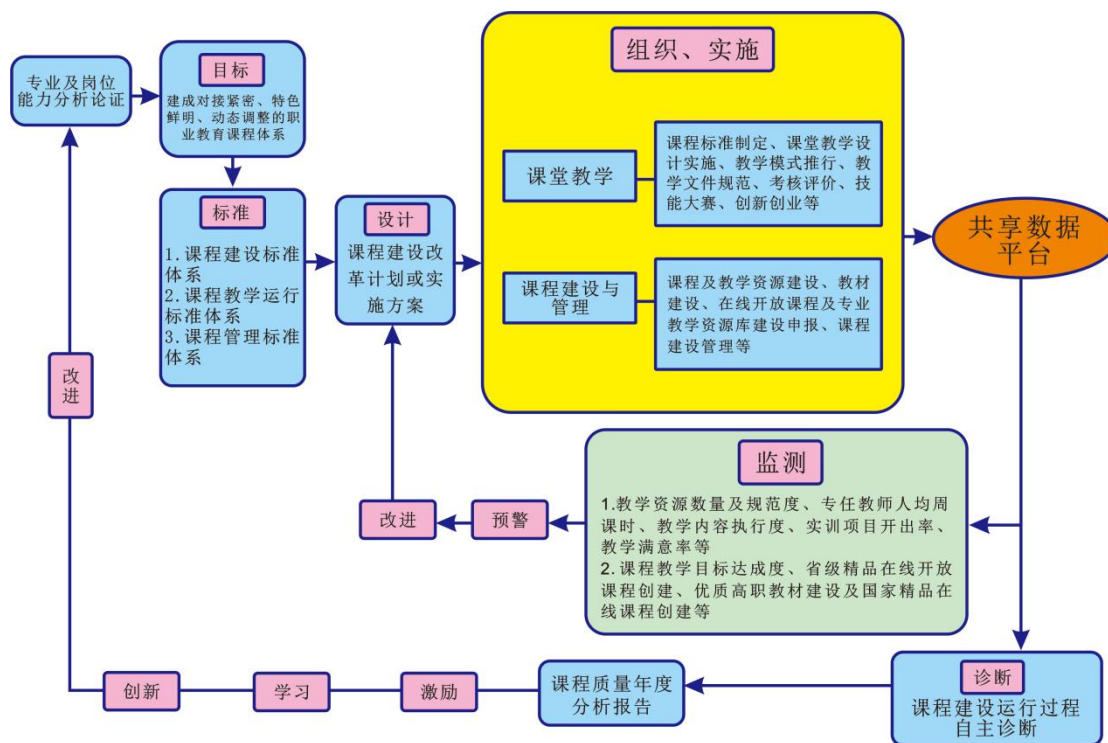 专业及岗位
能力分析论证
目标
建成对接紧密、特色
鲜明、动态调整的职
业教育课程体系
标准
1.课程建设标准
体系
2.课程教学运行
标准体系
3.课程管理标准
体系
设计
课程建设改
革计划或实
施方案
组织、实施
课堂教学
课程标准制定、课堂教学设
计实施、教学模式推行、教
学文件规范、考核评价、技
能大赛、创新创业等
课程建设与
管理
课程及教学资源建设、教材
建设、在线开放课程及专业
教学资源库建设申报、课程
建设管理等
共享数据
平台
监测
1.教学资源数量及规范度、专任教师人均周
课时、教学内容执行度、实训项目开出率、
教学满意率等
2.课程教学目标达成度、省级精品在线开放
课程创建、优质高职教材建设及国家精品在
线课程创建等
预警
改进
诊断
课程建设运行过程
自主诊断
课程质量年度
分析报告
激励
学习
创新
改
进